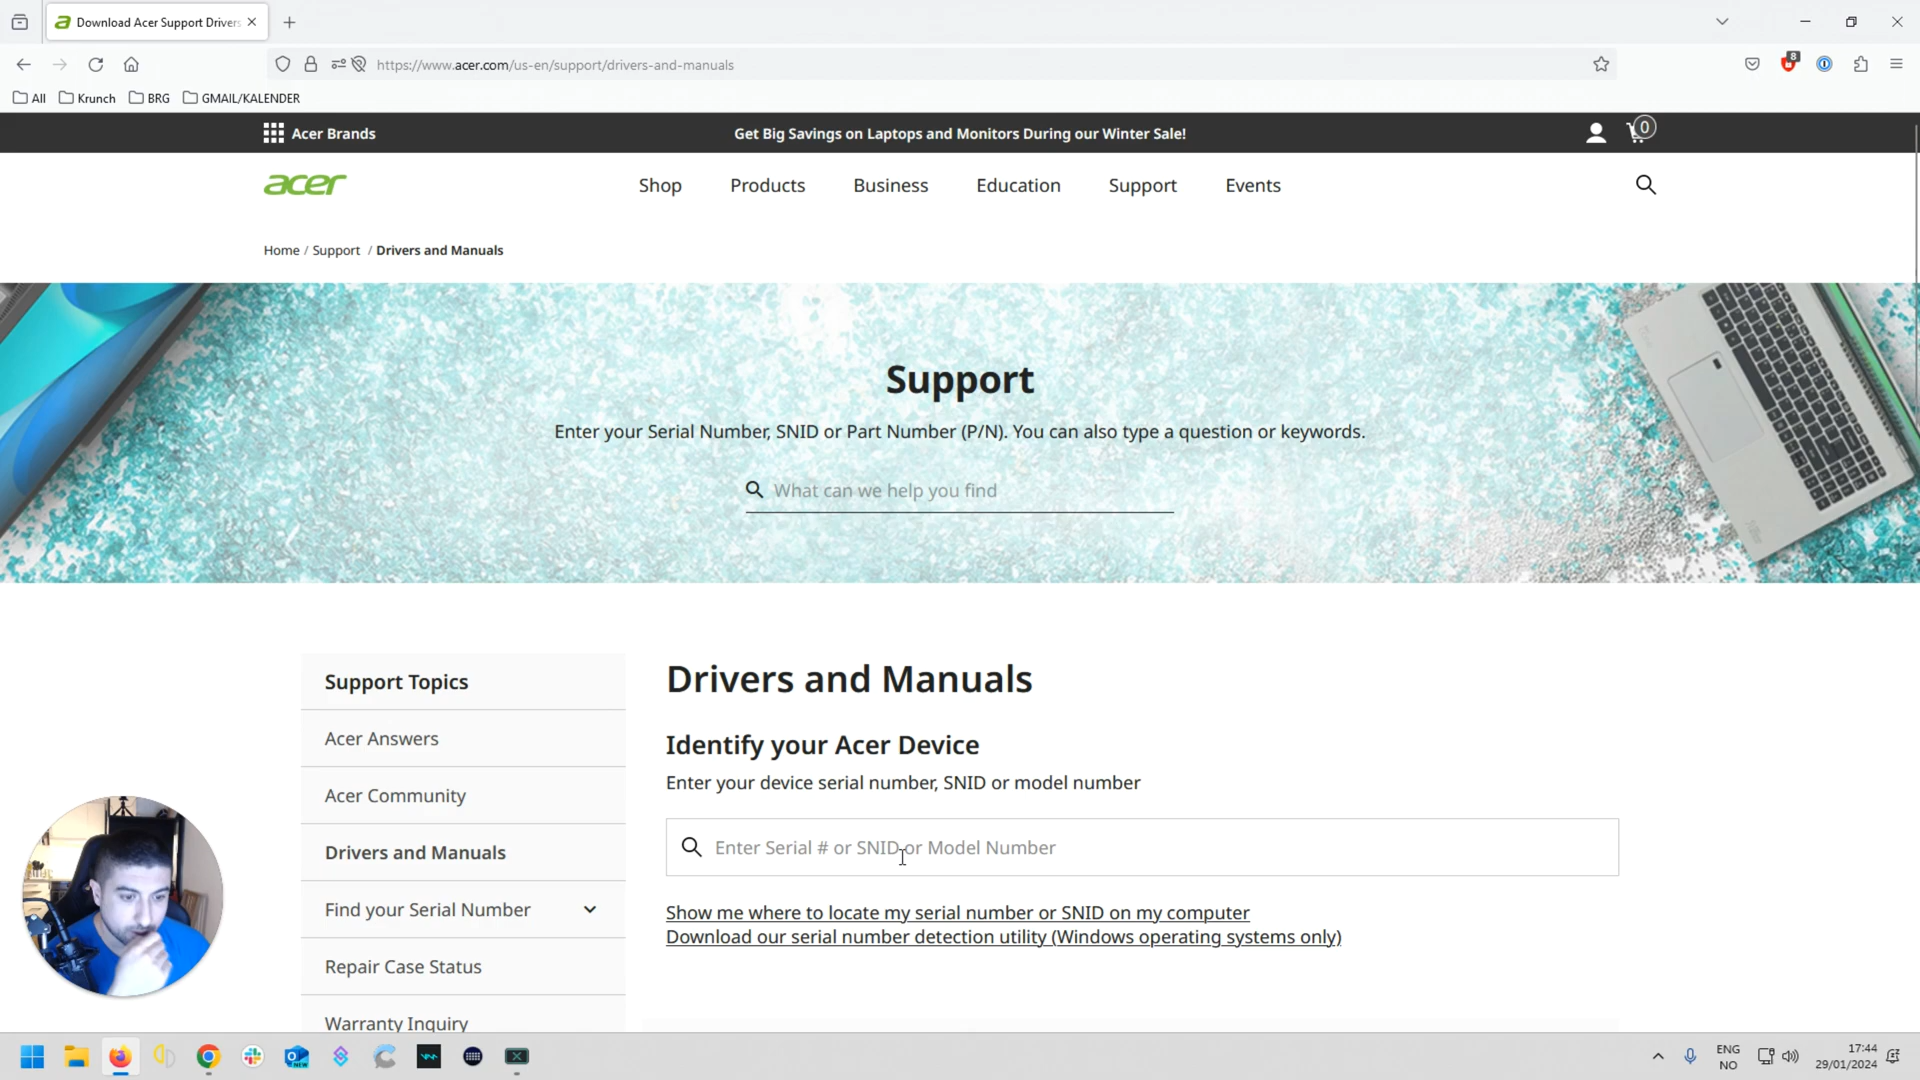 Download Acer Support Drivers
https://www.acer.com/us-en/support/drivers-and-manuals
8
All
Krunch
BRG
GMAIL/KALENDER
Acer Brands
Get Big Savings on Laptops and Monitors During our Winter Sale!
0
acer
Shop
Products
Business
Education
Support
Events
Home / Support / Drivers and Manuals
Support
Enter your Serial Number, SNID or Part Number (P/N). You can also type a question or keywords.
What can we help you find
Support Topics
Acer Answers
Acer Community
Drivers and Manuals
Find your Serial Number
Repair Case Status
Warranty Inquiry
Drivers and Manuals
Identify your Acer Device
Enter your device serial number, SNID or model number
Enter Serial # or SNID or Model Number
Show me where to locate my serial number or SNID on my computer
Download our serial number detection utility (Windows operating systems only)
NEW
ENG
NO
17:44
29/01/2024